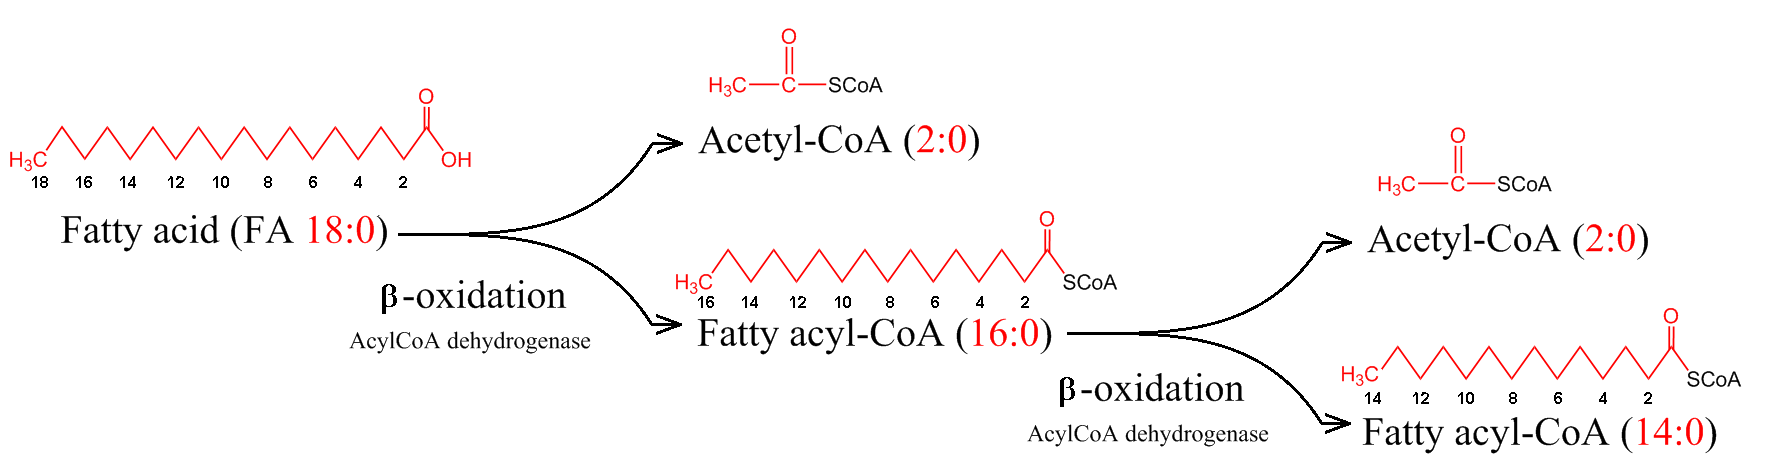 O
H₃C
OH
18 16 14 12 10 8 6 4 2
Fatty acid (FA 18:0)
β-oxidation
AcylCoA dehydrogenase
O
H₃C C SCoA
Acetyl-CoA (2:0)
O
H₃C
SCoA
16 14 12 10 8 6 4 2
Fatty acyl-CoA (16:0)
β-oxidation
AcylCoA dehydrogenase
O
H₃C C SCoA
Acetyl-CoA (2:0)
O
H₃C
SCoA
14 12 10 8 6 4 2
Fatty acyl-CoA (14:0)